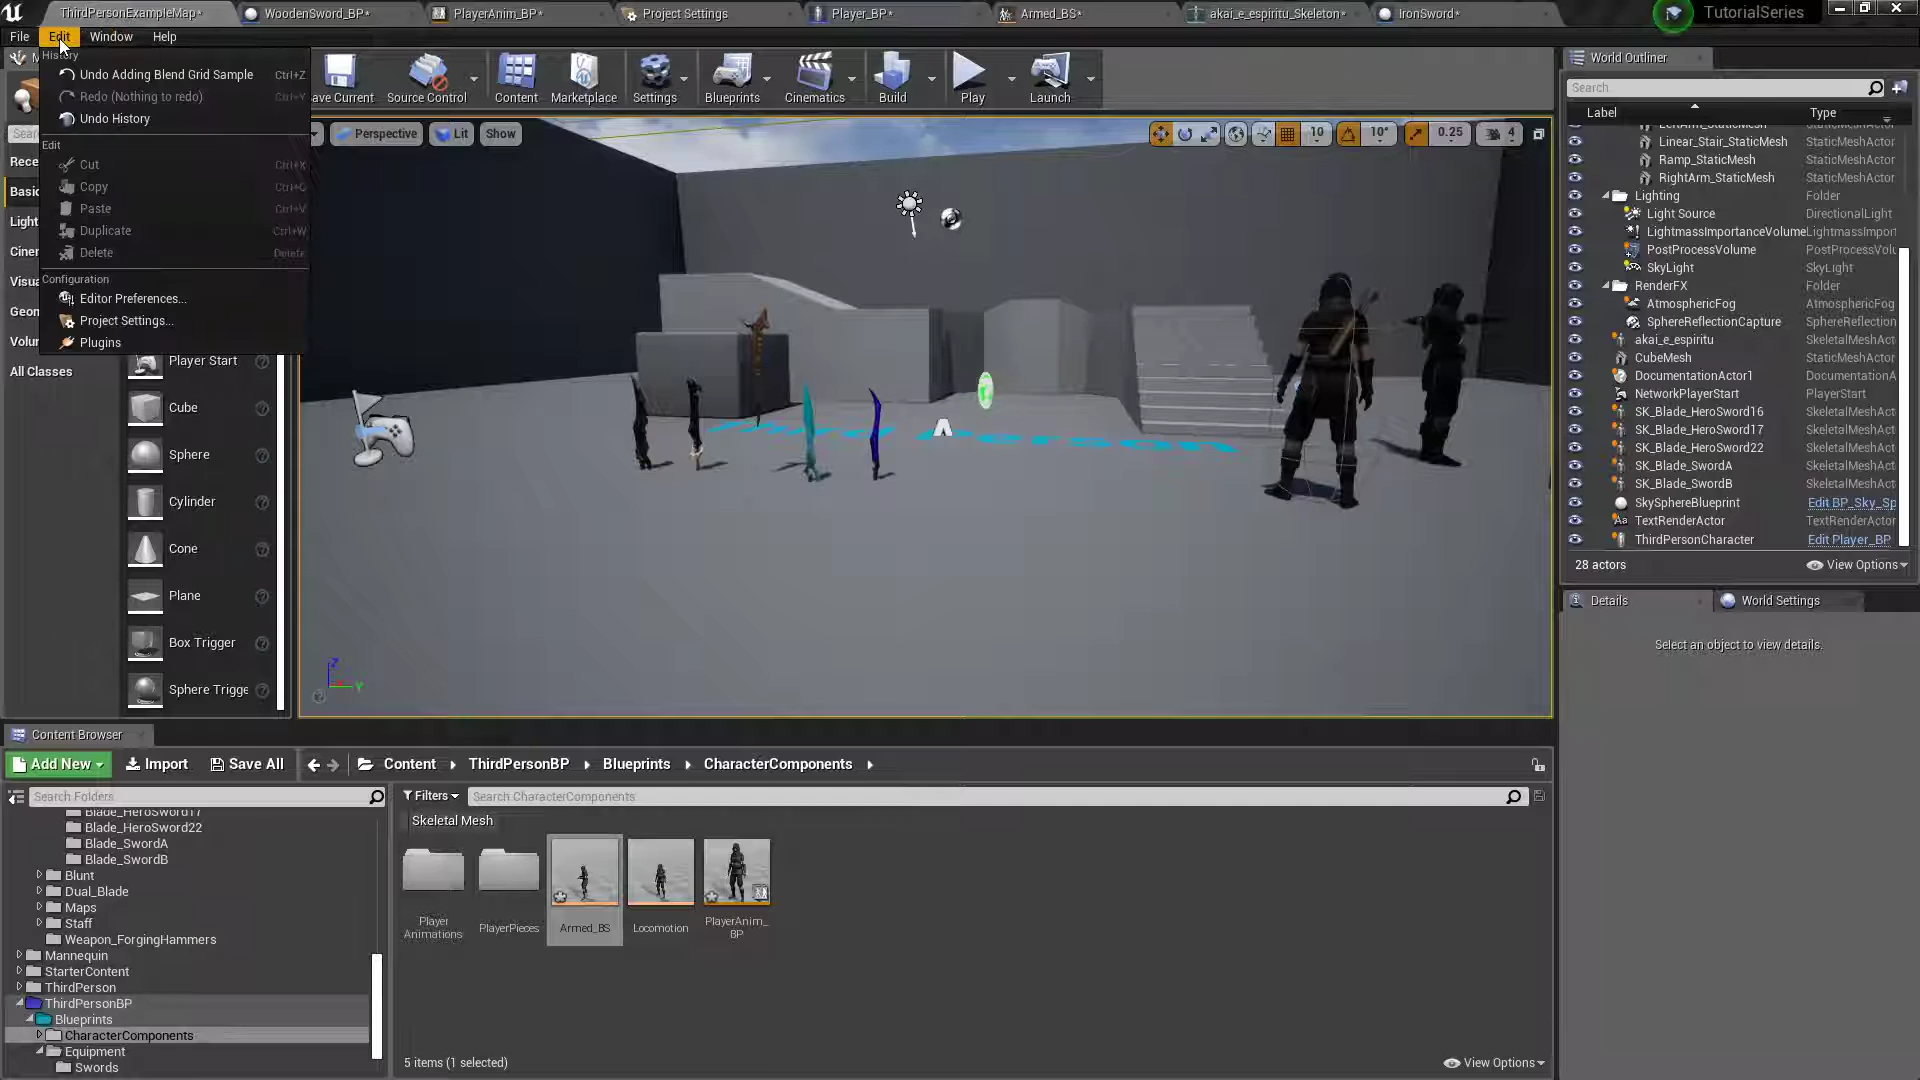 ThirdPersonExampleMap*
WoodenSword_BP*
PlayerAnim_BP*
Project Settings
Player_BP*
Armed_BS*
akai_e_espiritu_Skeleton*
IronSword*
TutorialSeries
File
Edit
Window
Help
History
Undo Adding Blend Grid Sample Ctrl+Z
Redo (Nothing to redo) Ctrl+Y
Undo History
Edit
Cut Ctrl+X
Copy Ctrl+C
Paste Ctrl+V
Duplicate Ctrl+W
Delete Delete
Configuration
Editor Preferences...
Project Settings...
Plugins
Save Current
Source Control
Content
Marketplace
Settings
Blueprints
Cinematics
Build
Play
Launch
Perspective
Lit
Show
10
10°
0.25
4
All Classes
Player Start
Cube
Sphere
Cylinder
Cone
Plane
Box Trigger
Sphere Trigge
World Outliner
Search
Label Type
LeftArm_StaticMesh StaticMeshActor
Linear_Stair_StaticMesh StaticMeshActor
Ramp_StaticMesh StaticMeshActor
RightArm_StaticMesh StaticMeshActor
Lighting Folder
Light Source DirectionalLight
LightmassImportanceVolume LightmassImport
PostProcessVolume PostProcessVolu
SkyLight SkyLight
RenderFX Folder
AtmosphericFog AtmosphericFog
SphereReflectionCapture SphereReflection
akai_e_espiritu SkeletalMeshAct
CubeMesh StaticMeshActor
DocumentationActor1 DocumentationA
NetworkPlayerStart PlayerStart
SK_Blade_HeroSword16 SkeletalMeshAct
SK_Blade_HeroSword17 SkeletalMeshAct
SK_Blade_HeroSword22 SkeletalMeshAct
SK_Blade_SwordA SkeletalMeshAct
SK_Blade_SwordB SkeletalMeshAct
SkySphereBlueprint Edit BP_Sky_Sp
TextRenderActor TextRenderActor
ThirdPersonCharacter Edit Player_BP
28 actors
View Options
Details
World Settings
Select an object to view details.
Content Browser
Add New
Import
Save All
Content
ThirdPersonBP
Blueprints
CharacterComponents
Search Folders
Filters
Search CharacterComponents
Skeletal Mesh
Blade_HeroSword17
Blade_HeroSword22
Blade_SwordA
Blade_SwordB
Blunt
Dual_Blade
Maps
Staff
Weapon_ForgingHammers
Mannequin
StarterContent
ThirdPerson
ThirdPersonBP
Blueprints
CharacterComponents
Equipment
Swords
Player
Animations
PlayerPieces
Armed_BS
Locomotion
PlayerAnim_
BP
5 items (1 selected)
View Options